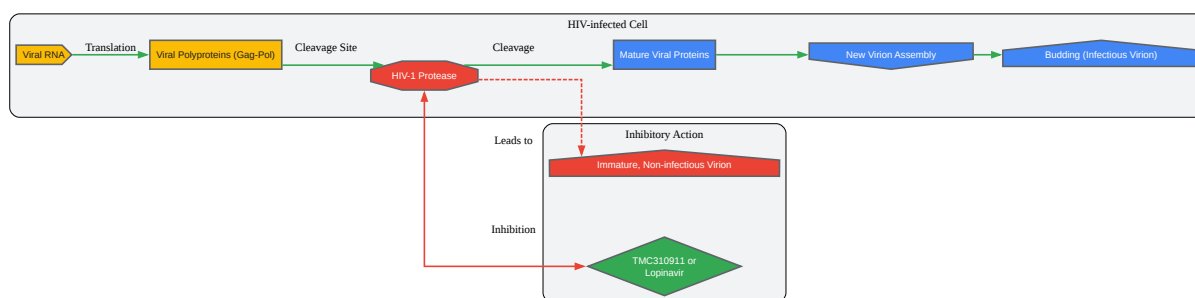 HIV-infected Cell
Viral RNA
Translation
Viral Polyproteins (Gag-Pol)
Cleavage Site
HIV-1 Protease
Cleavage
Mature Viral Proteins
New Virion Assembly
Budding (Infectious Virion)
Leads to
Inhibitory Action
Immature, Non-infectious Virion
Inhibition
TMC310911 or
Lopinavir